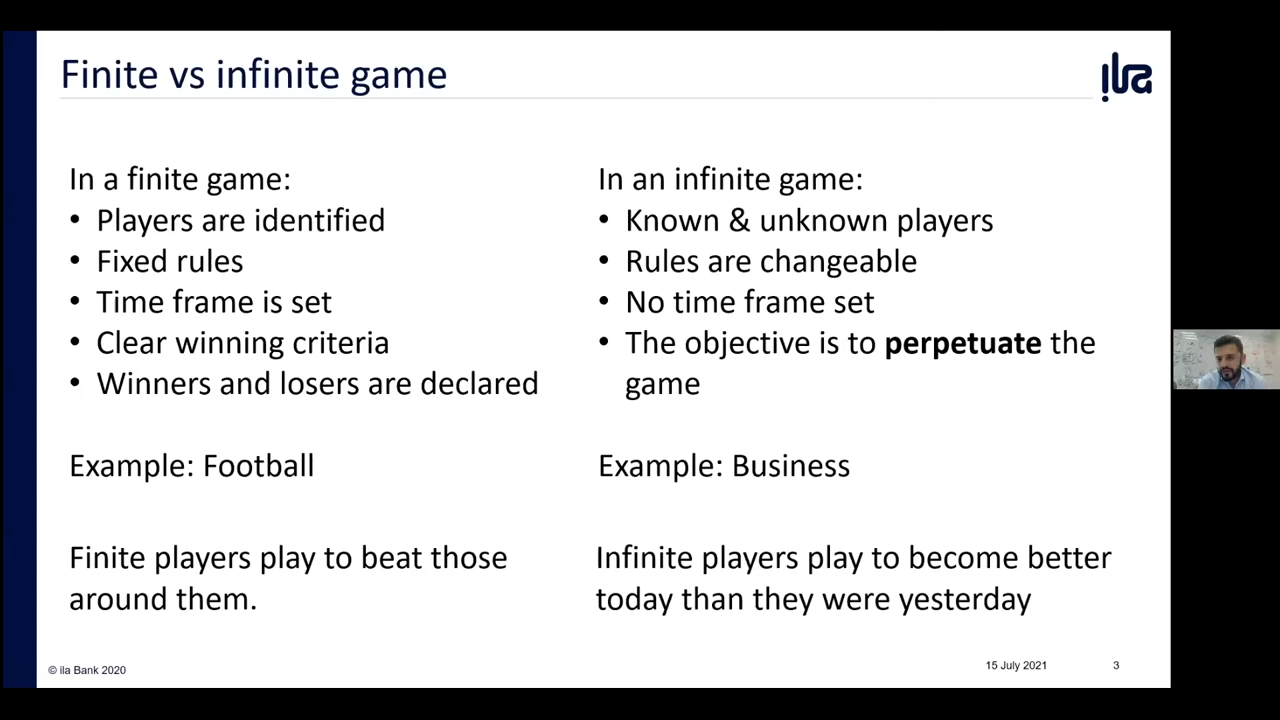 Finite vs infinite game
ila
In a finite game:
• Players are identified
• Fixed rules
• Time frame is set
• Clear winning criteria
• Winners and losers are declared
Example: Football
Finite players play to beat those
around them.
In an infinite game:
• Known & unknown players
• Rules are changeable
• No time frame set
• The objective is to perpetuate the
game
Example: Business
Infinite players play to become better
today than they were yesterday
© ila Bank 2020
15 July 2021
3